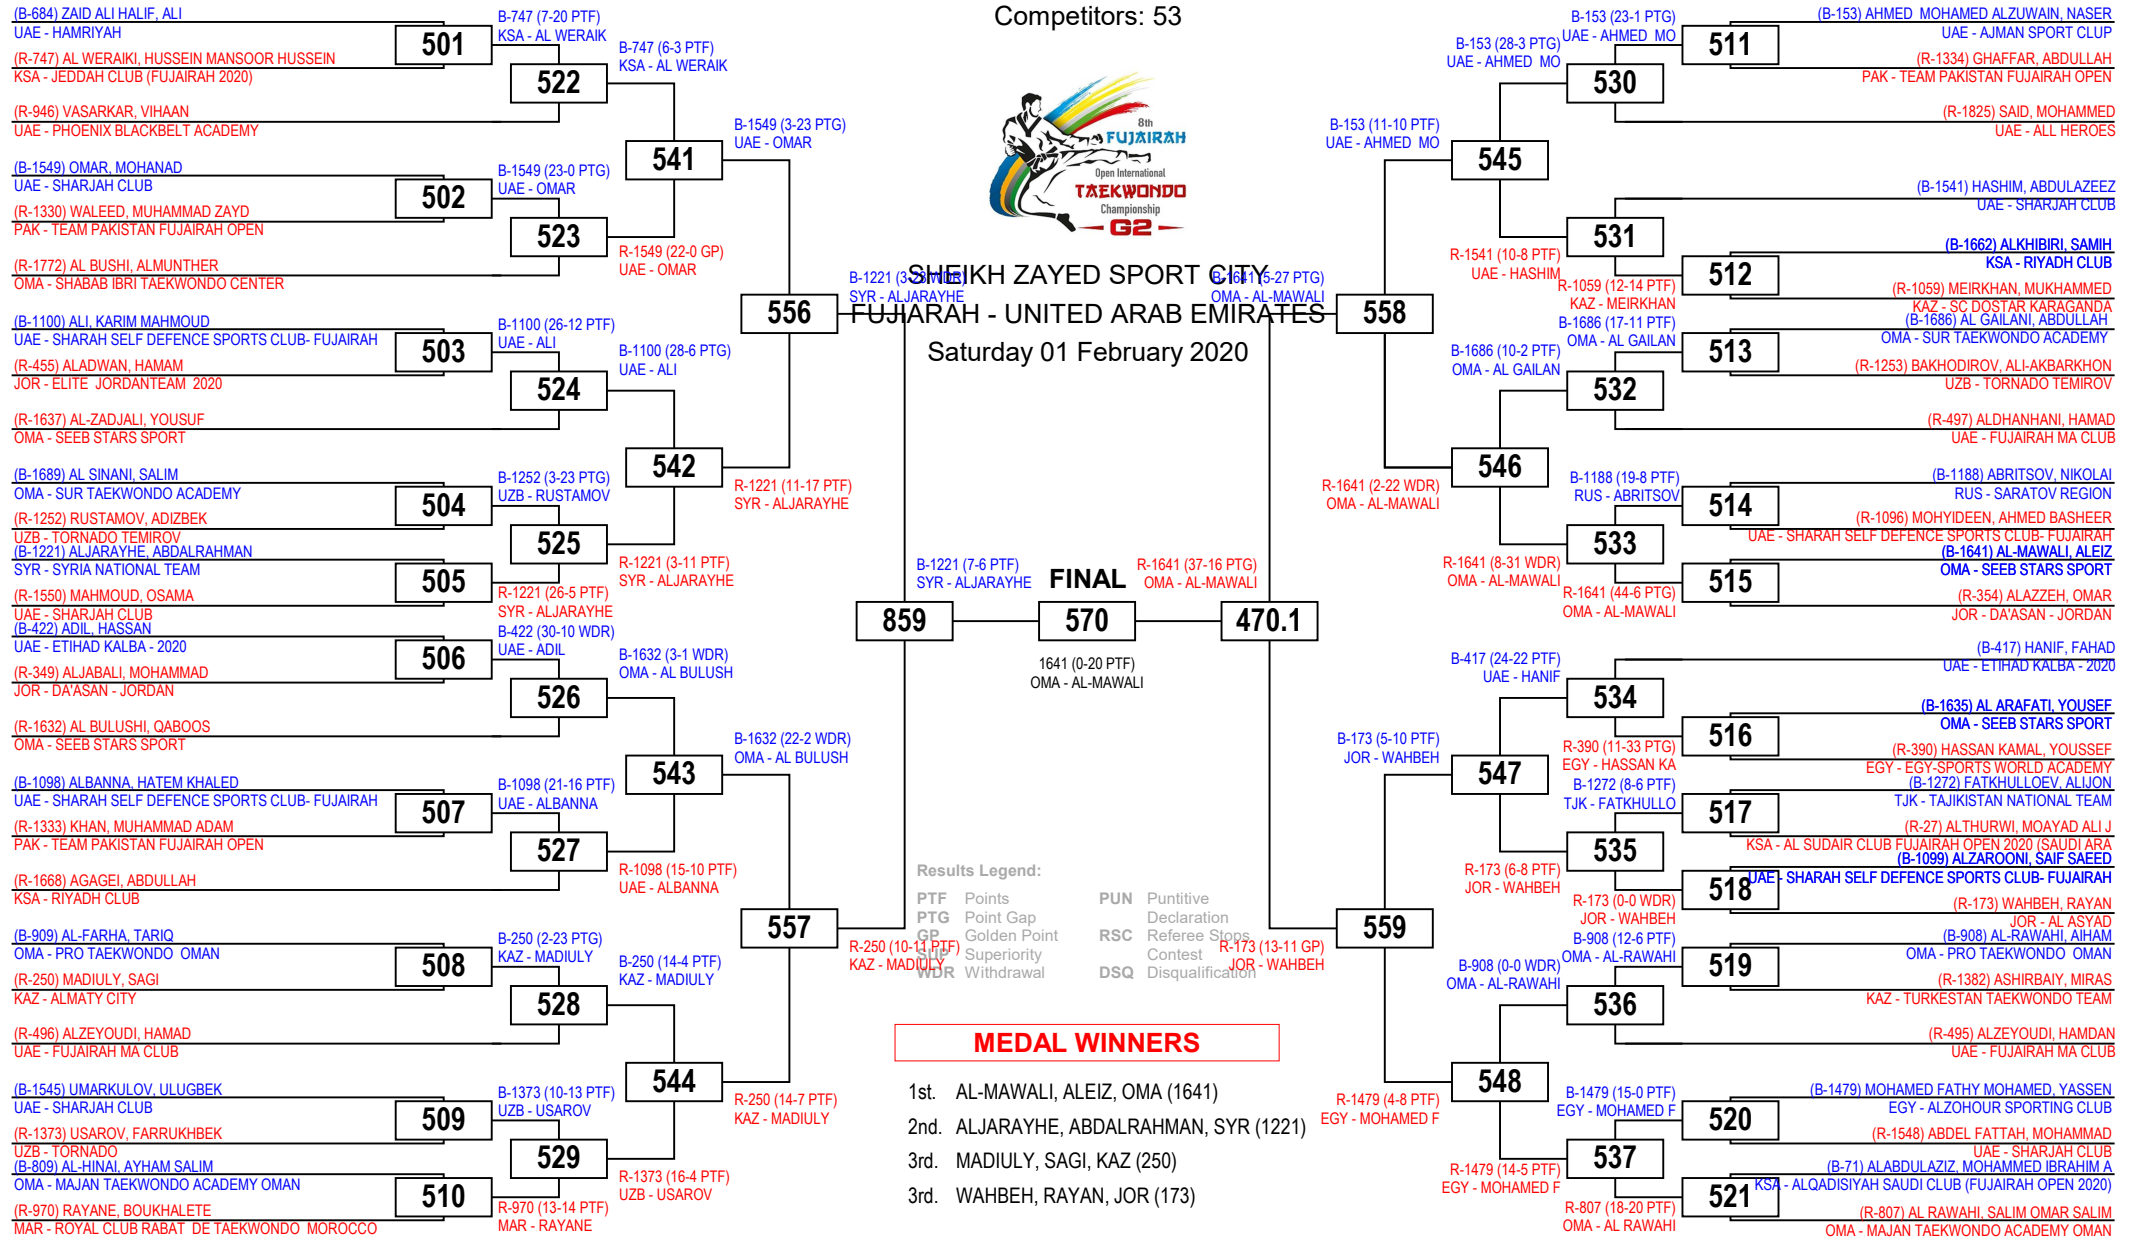 Competitors: 53
8th
FUJAIRAH
Open International
TAEKWONDO
Championship
G2
SHEIKH ZAYED SPORT CITY
FUJIARAH - UNITED ARAB EMIRATES
Saturday 01 February 2020
(B-684) ZAID ALI HALIF, ALI
UAE - HAMRIYAH
501
(R-747) AL WERAIKI, HUSSEIN MANSOOR HUSSEIN
KSA - JEDDAH CLUB (FUJAIRAH 2020)
(R-946) VASARKAR, VIHAAN
UAE - PHOENIX BLACKBELT ACADEMY
(B-1549) OMAR, MOHANAD
UAE - SHARJAH CLUB
502
(R-1330) WALEED, MUHAMMAD ZAYD
PAK - TEAM PAKISTAN FUJAIRAH OPEN
(R-1772) AL BUSHI, ALMUNTHER
OMA - SHABAB IBRI TAEKWONDO CENTER
(B-1100) ALI, KARIM MAHMOUD
UAE - SHARAH SELF DEFENCE SPORTS CLUB- FUJAIRAH
503
(R-455) ALADWAN, HAMAM
JOR - ELITE JORDANTEAM 2020
(R-1637) AL-ZADJALI, YOUSUF
OMA - SEEB STARS SPORT
(B-1689) AL SINANI, SALIM
OMA - SUR TAEKWONDO ACADEMY
504
(R-1252) RUSTAMOV, ADIZBEK
UZB - TORNADO TEMIROV
(B-1221) ALJARAYHE, ABDALRAHMAN
SYR - SYRIA NATIONAL TEAM
505
(R-1550) MAHMOUD, OSAMA
UAE - SHARJAH CLUB
(B-422) ADIL, HASSAN
UAE - ETIHAD KALBA - 2020
506
(R-349) ALJABALI, MOHAMMAD
JOR - DA'ASAN - JORDAN
(R-1632) AL BULUSHI, QABOOS
OMA - SEEB STARS SPORT
(B-1098) ALBANNA, HATEM KHALED
UAE - SHARAH SELF DEFENCE SPORTS CLUB- FUJAIRAH
507
(R-1333) KHAN, MUHAMMAD ADAM
PAK - TEAM PAKISTAN FUJAIRAH OPEN
(R-1668) AGAGEI, ABDULLAH
KSA - RIYADH CLUB
(B-909) AL-FARHA, TARIQ
OMA - PRO TAEKWONDO OMAN
508
(R-250) MADIULY, SAGI
KAZ - ALMATY CITY
(R-496) ALZEYOUDI, HAMAD
UAE - FUJAIRAH MA CLUB
(B-1545) UMARKULOV, ULUGBEK
UAE - SHARJAH CLUB
509
(R-1373) USAROV, FARRUKHBEK
UZB - TORNADO
(B-809) AL-HINAI, AYHAM SALIM
OMA - MAJAN TAEKWONDO ACADEMY OMAN
510
(R-970) RAYANE, BOUKHALETE
MAR - ROYAL CLUB RABAT DE TAEKWONDO MOROCCO
B-747 (7-20 PTF)
KSA - AL WERAIK
522
B-1549 (23-0 PTG)
UAE - OMAR
523
B-1100 (26-12 PTF)
UAE - ALI
524
B-1252 (3-23 PTG)
UZB - RUSTAMOV
525
R-1221 (26-5 PTF)
SYR - ALJARAYHE
B-422 (30-10 WDR)
UAE - ADIL
526
B-1098 (21-16 PTF)
UAE - ALBANNA
527
B-250 (2-23 PTG)
KAZ - MADIULY
528
B-1373 (10-13 PTF)
UZB - USAROV
529
R-970 (13-14 PTF)
MAR - RAYANE
B-747 (6-3 PTF)
KSA - AL WERAIK
541
R-1549 (22-0 GP)
UAE - OMAR
B-1100 (28-6 PTG)
UAE - ALI
542
R-1221 (3-11 PTF)
SYR - ALJARAYHE
B-1632 (3-1 WDR)
OMA - AL BULUSH
543
R-1098 (15-10 PTF)
UAE - ALBANNA
B-250 (14-4 PTF)
KAZ - MADIULY
544
R-1373 (16-4 PTF)
UZB - USAROV
B-1549 (3-23 PTG)
UAE - OMAR
556
R-1221 (11-17 PTF)
SYR - ALJARAYHE
B-1632 (22-2 WDR)
OMA - AL BULUSH
557
R-250 (14-7 PTF)
KAZ - MADIULY
B-1221 (3-23 WDR)
SYR - ALJARAYHE
859
R-250 (10-11 PTF)
KAZ - MADIULY
B-1221 (7-6 PTF)
SYR - ALJARAYHE
FINAL
570
1641 (0-20 PTF)
OMA - AL-MAWALI
R-1641 (37-16 PTG)
OMA - AL-MAWALI
470.1
B-1641 (5-27 PTG)
OMA - AL-MAWALI
R-173 (13-11 GP)
JOR - WAHBEH
B-153 (11-10 PTF)
UAE - AHMED MO
558
R-1641 (2-22 WDR)
OMA - AL-MAWALI
B-173 (5-10 PTF)
JOR - WAHBEH
559
R-1479 (4-8 PTF)
EGY - MOHAMED F
B-153 (28-3 PTG)
UAE - AHMED MO
545
R-1541 (10-8 PTF)
UAE - HASHIM
B-1686 (10-2 PTF)
OMA - AL GAILAN
546
R-1641 (8-31 WDR)
OMA - AL-MAWALI
B-417 (24-22 PTF)
UAE - HANIF
547
R-173 (6-8 PTF)
JOR - WAHBEH
B-908 (0-0 WDR)
OMA - AL-RAWAHI
548
R-1479 (14-5 PTF)
EGY - MOHAMED F
B-153 (23-1 PTG)
UAE - AHMED MO
530
531
R-1059 (12-14 PTF)
KAZ - MEIRKHAN
B-1686 (17-11 PTF)
OMA - AL GAILAN
532
B-1188 (19-8 PTF)
RUS - ABRITSOV
533
R-1641 (44-6 PTG)
OMA - AL-MAWALI
534
R-390 (11-33 PTG)
EGY - HASSAN KA
B-1272 (8-6 PTF)
TJK - FATKHULLO
535
R-173 (0-0 WDR)
JOR - WAHBEH
B-908 (12-6 PTF)
OMA - AL-RAWAHI
536
B-1479 (15-0 PTF)
EGY - MOHAMED F
537
R-807 (18-20 PTF)
OMA - AL RAWAHI
(B-153) AHMED MOHAMED ALZUWAIN, NASER
UAE - AJMAN SPORT CLUP
511
(R-1334) GHAFFAR, ABDULLAH
PAK - TEAM PAKISTAN FUJAIRAH OPEN
(R-1825) SAID, MOHAMMED
UAE - ALL HEROES
(B-1541) HASHIM, ABDULAZEEZ
UAE - SHARJAH CLUB
(B-1662) ALKHIBIRI, SAMIH
KSA - RIYADH CLUB
512
(R-1059) MEIRKHAN, MUKHAMMED
KAZ - SC DOSTAR KARAGANDA
(B-1686) AL GAILANI, ABDULLAH
OMA - SUR TAEKWONDO ACADEMY
513
(R-1253) BAKHODIROV, ALI-AKBARKHON
UZB - TORNADO TEMIROV
(R-497) ALDHANHANI, HAMAD
UAE - FUJAIRAH MA CLUB
(B-1188) ABRITSOV, NIKOLAI
RUS - SARATOV REGION
514
(R-1096) MOHYIDEEN, AHMED BASHEER
UAE - SHARAH SELF DEFENCE SPORTS CLUB- FUJAIRAH
(B-1641) AL-MAWALI, ALEIZ
OMA - SEEB STARS SPORT
515
(R-354) ALAZZEH, OMAR
JOR - DA'ASAN - JORDAN
(B-417) HANIF, FAHAD
UAE - ETIHAD KALBA - 2020
(B-1635) AL ARAFATI, YOUSEF
OMA - SEEB STARS SPORT
516
(R-390) HASSAN KAMAL, YOUSSEF
EGY - EGY-SPORTS WORLD ACADEMY
(B-1272) FATKHULLOEV, ALIJON
TJK - TAJIKISTAN NATIONAL TEAM
517
(R-27) ALTHURWI, MOAYAD ALI J
KSA - AL SUDAIR CLUB FUJAIRAH OPEN 2020 (SAUDI ARA
(B-1099) ALZAROONI, SAIF SAEED
UAE - SHARAH SELF DEFENCE SPORTS CLUB- FUJAIRAH
518
(R-173) WAHBEH, RAYAN
JOR - AL ASYAD
(B-908) AL-RAWAHI, AIHAM
OMA - PRO TAEKWONDO OMAN
519
(R-1382) ASHIRBAIY, MIRAS
KAZ - TURKESTAN TAEKWONDO TEAM
(R-495) ALZEYOUDI, HAMDAN
UAE - FUJAIRAH MA CLUB
(B-1479) MOHAMED FATHY MOHAMED, YASSEN
EGY - ALZOHOUR SPORTING CLUB
520
(R-1548) ABDEL FATTAH, MOHAMMAD
UAE - SHARJAH CLUB
(B-71) ALABDULAZIZ, MOHAMMED IBRAHIM A
KSA - ALQADISIYAH SAUDI CLUB (FUJAIRAH OPEN 2020)
521
(R-807) AL RAWAHI, SALIM OMAR SALIM
OMA - MAJAN TAEKWONDO ACADEMY OMAN
Results Legend:
PTF Points
PTG Point Gap
GP Golden Point
SUP Superiority
WDR Withdrawal
PUN Puntitive
Declaration
RSC Referee Stops
Contest
DSQ Disqualification
MEDAL WINNERS
1st. AL-MAWALI, ALEIZ, OMA (1641)
2nd. ALJARAYHE, ABDALRAHMAN, SYR (1221)
3rd. MADIULY, SAGI, KAZ (250)
3rd. WAHBEH, RAYAN, JOR (173)